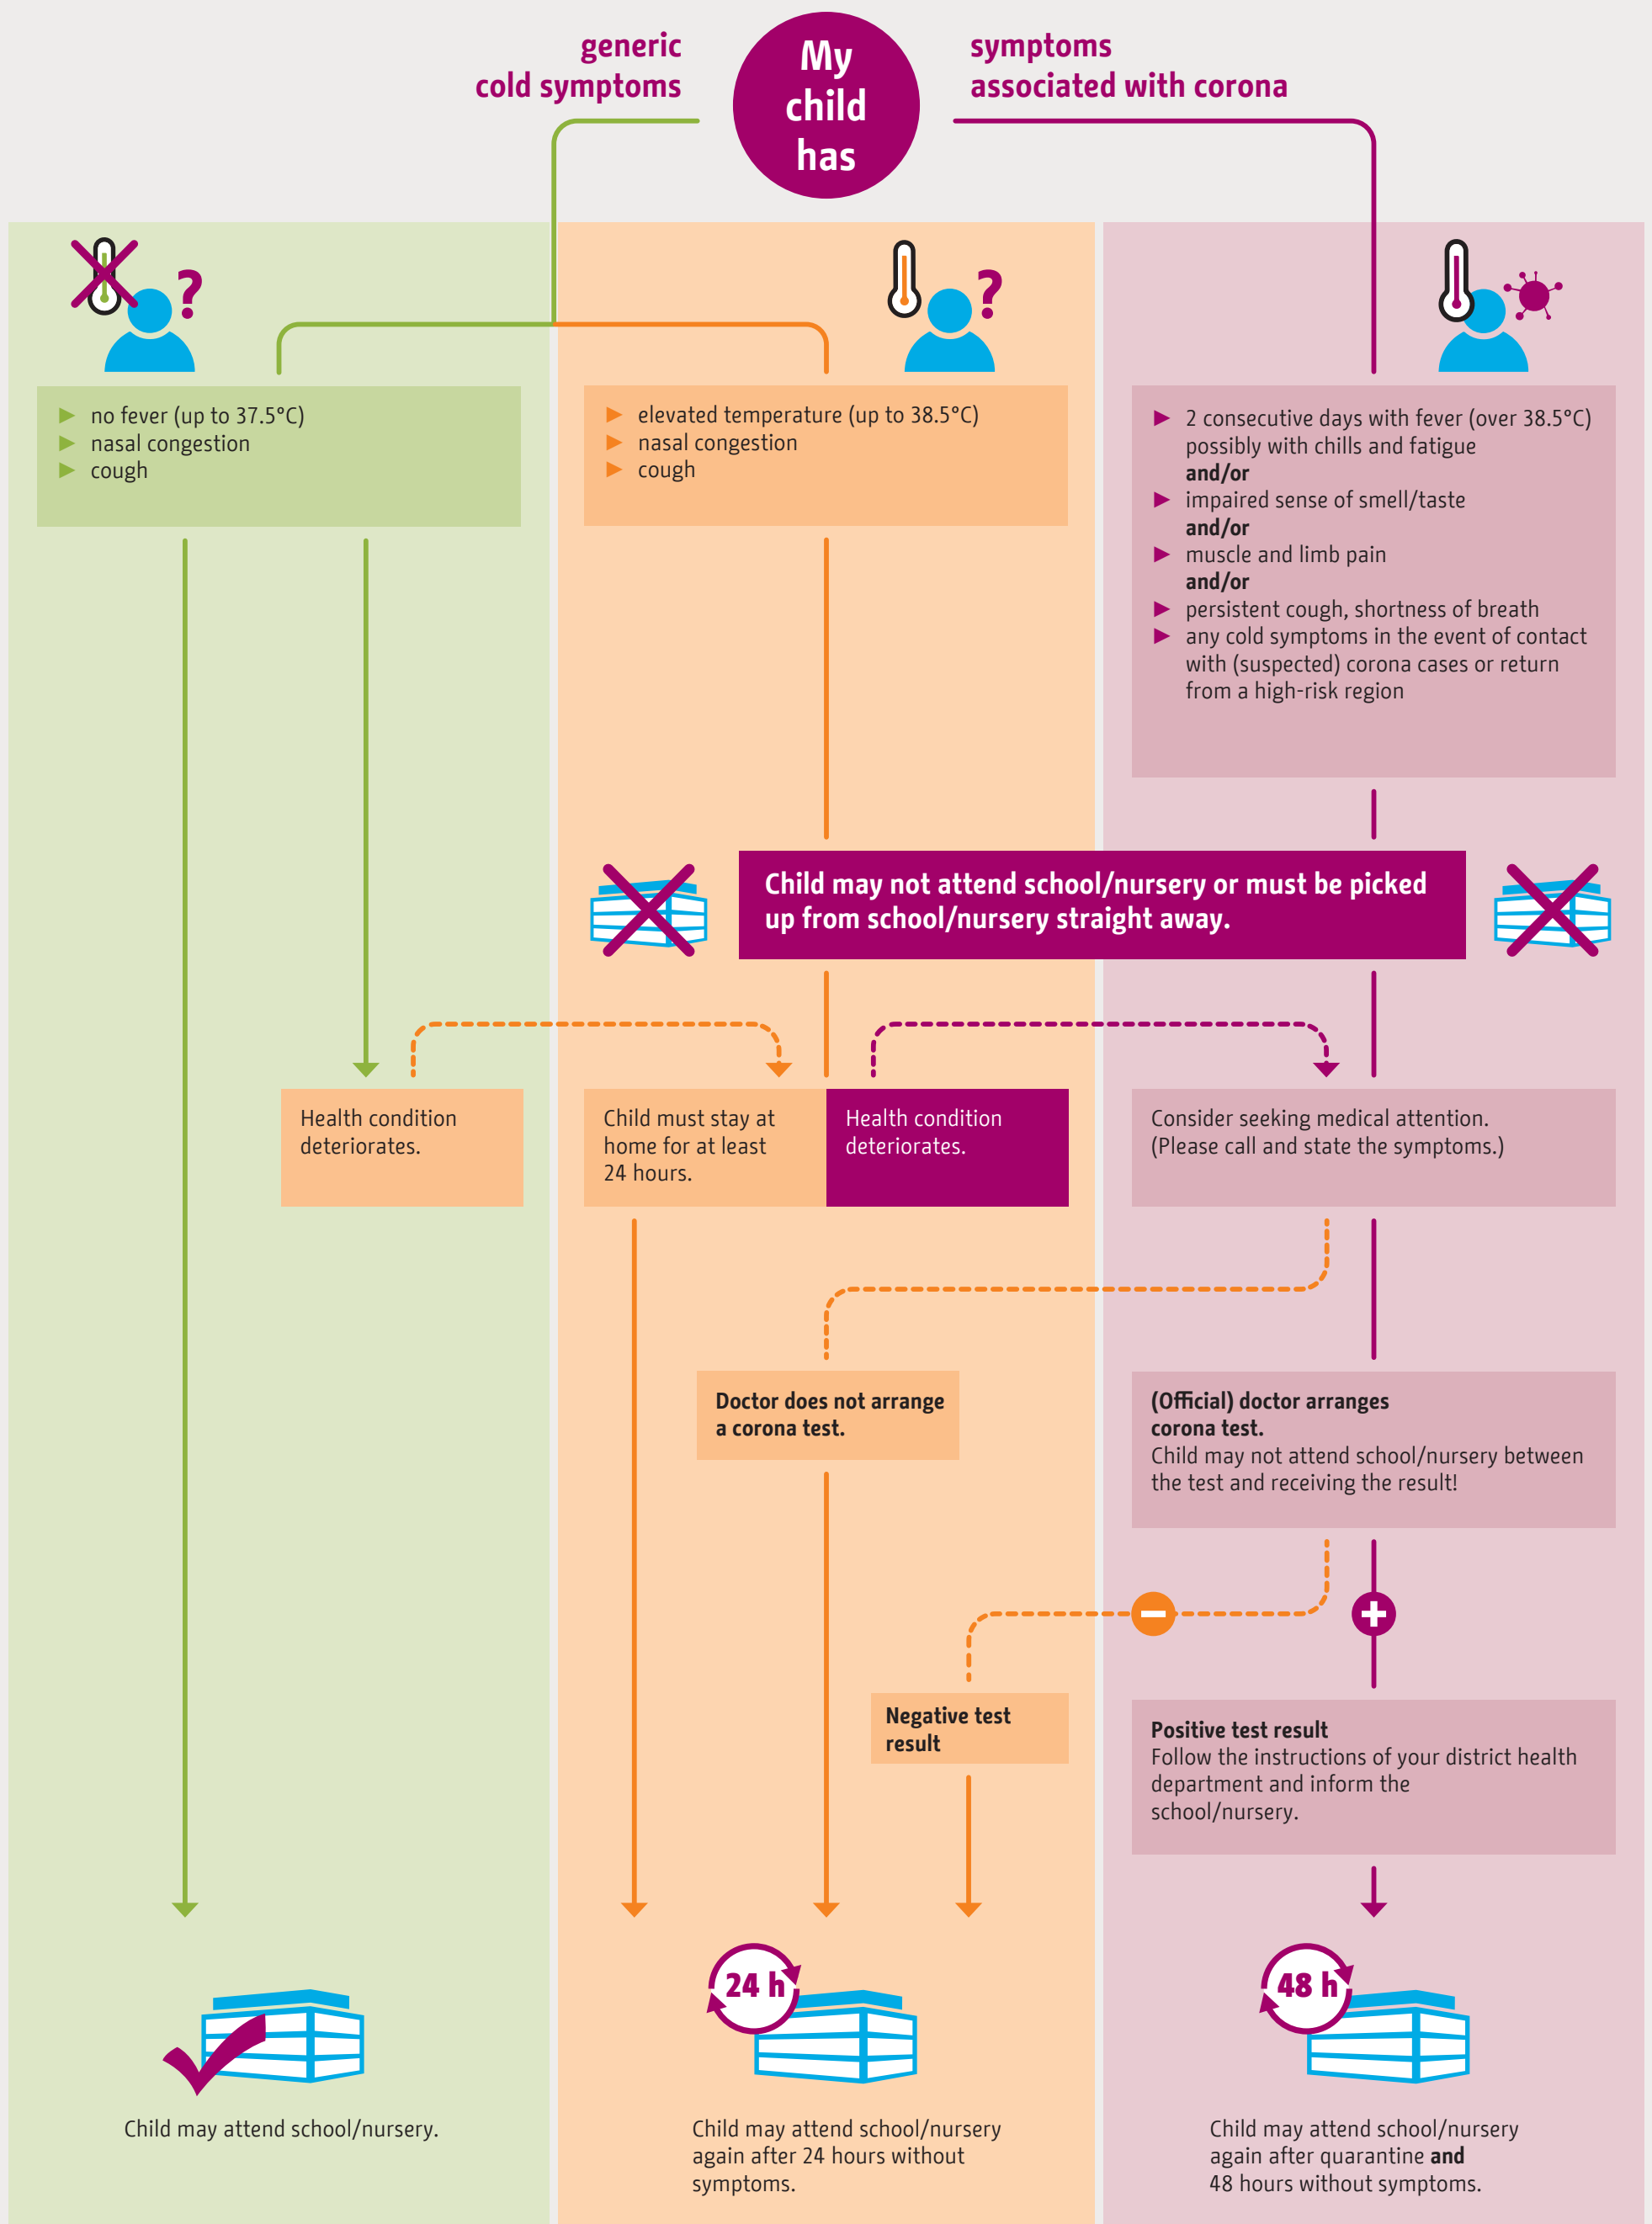 generic
cold symptoms
My
child
has
symptoms
associated with corona
?
?
no fever (up to 37.5°C)
nasal congestion
cough
elevated temperature (up to 38.5°C)
nasal congestion
cough
2 consecutive days with fever (over 38.5°C)
possibly with chills and fatigue
and/or
impaired sense of smell/taste
and/or
muscle and limb pain
and/or
persistent cough, shortness of breath
any cold symptoms in the event of contact
with (suspected) corona cases or return
from a high-risk region
Child may not attend school/nursery or must be picked
up from school/nursery straight away.
Health condition
deteriorates.
Child must stay at
home for at least
24 hours.
Health condition
deteriorates.
Consider seeking medical attention.
(Please call and state the symptoms.)
Doctor does not arrange
a corona test.
(Official) doctor arranges
corona test.
Child may not attend school/nursery between
the test and receiving the result!
Negative test
result
Positive test result
Follow the instructions of your district health
department and inform the
school/nursery.
24 h
48 h
Child may attend school/nursery.
Child may attend school/nursery
again after 24 hours without
symptoms.
Child may attend school/nursery
again after quarantine and
48 hours without symptoms.